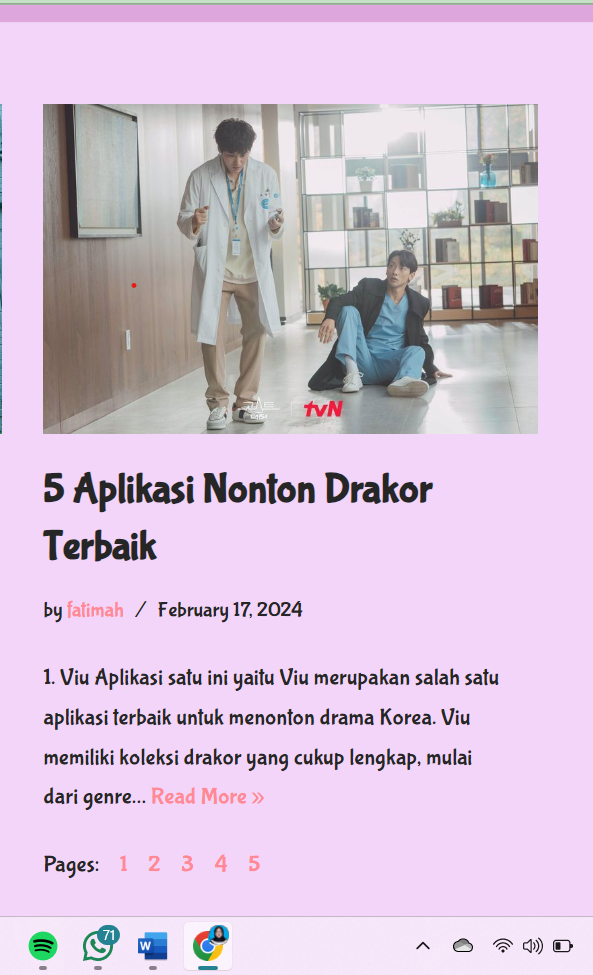 tvN
5 Aplikasi Nonton Drakor
Terbaik
by fatimah / February 17, 2024
1. Viu Aplikasi satu ini yaitu Viu merupakan salah satu
aplikasi terbaik untuk menonton drama Korea. Viu
memiliki koleksi drakor yang cukup lengkap, mulai
dari genre... Read More »
Pages: 1 2 3 4 5
71
W